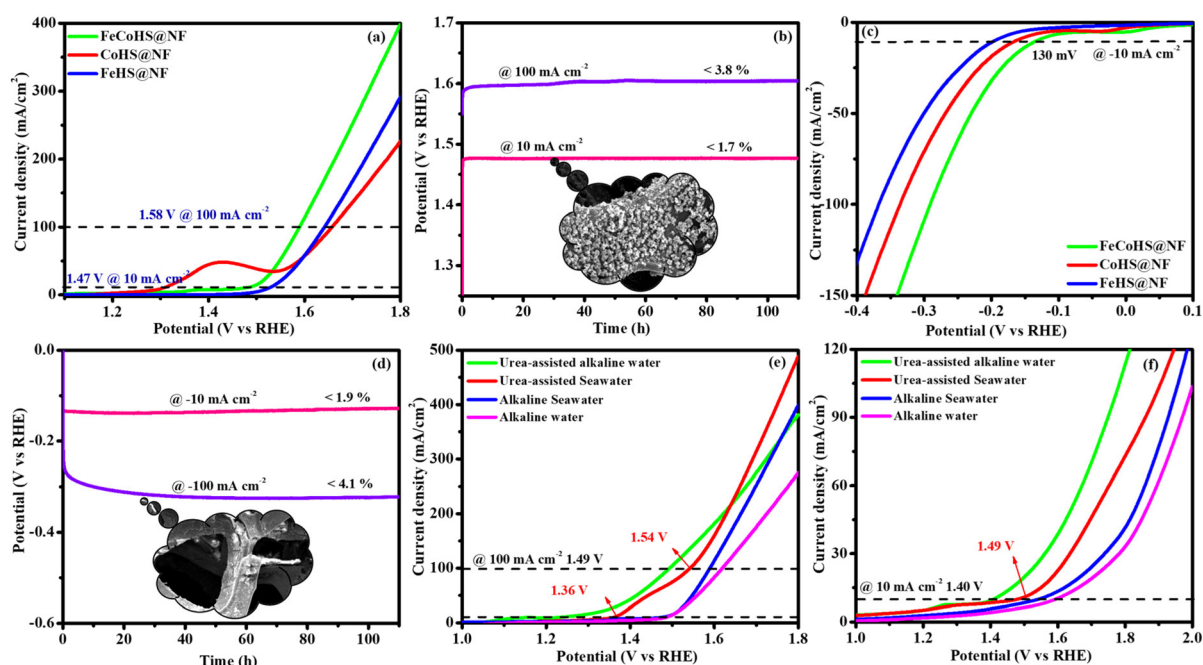 400
300
200
100
0
Current density (mA/cm²)
FeCoHS@NF
CoHS@NF
FeHS@NF
(a)
1.58 V @ 100 mA cm⁻²
1.47 V @ 10 mA cm⁻²
1.2 1.4 1.6 1.8
Potential (V vs RHE)
1.7
1.6
1.5
1.4
1.3
Potential (V vs RHE)
(b)
@ 100 mA cm⁻² < 3.8 %
@ 10 mA cm⁻² < 1.7 %
0 20 40 60 80 100
Time (h)
0
-50
-100
-150
Current density (mA/cm²)
(c)
130 mV @ -10 mA cm⁻²
FeCoHS@NF
CoHS@NF
FeHS@NF
-0.4 -0.3 -0.2 -0.1 0.0 0.1
Potential (V vs RHE)
0.0
-0.2
-0.4
-0.6
Potential (V vs RHE)
(d)
@ -10 mA cm⁻² < 1.9 %
@ -100 mA cm⁻² < 4.1 %
0 20 40 60 80 100
Time (h)
500
400
300
200
100
0
Current density (mA/cm²)
Urea-assisted alkaline water
Urea-assisted Seawater
Alkaline Seawater
Alkaline water
(e)
1.54 V
@ 100 mA cm⁻² 1.49 V
1.36 V
1.0 1.2 1.4 1.6 1.8
Potential (V vs RHE)
120
90
60
30
0
Current density (mA/cm²)
Urea-assisted alkaline water
Urea-assisted Seawater
Alkaline Seawater
Alkaline water
(f)
1.49 V
@ 10 mA cm⁻² 1.40 V
1.0 1.2 1.4 1.6 1.8 2.0
Potential (V vs RHE)